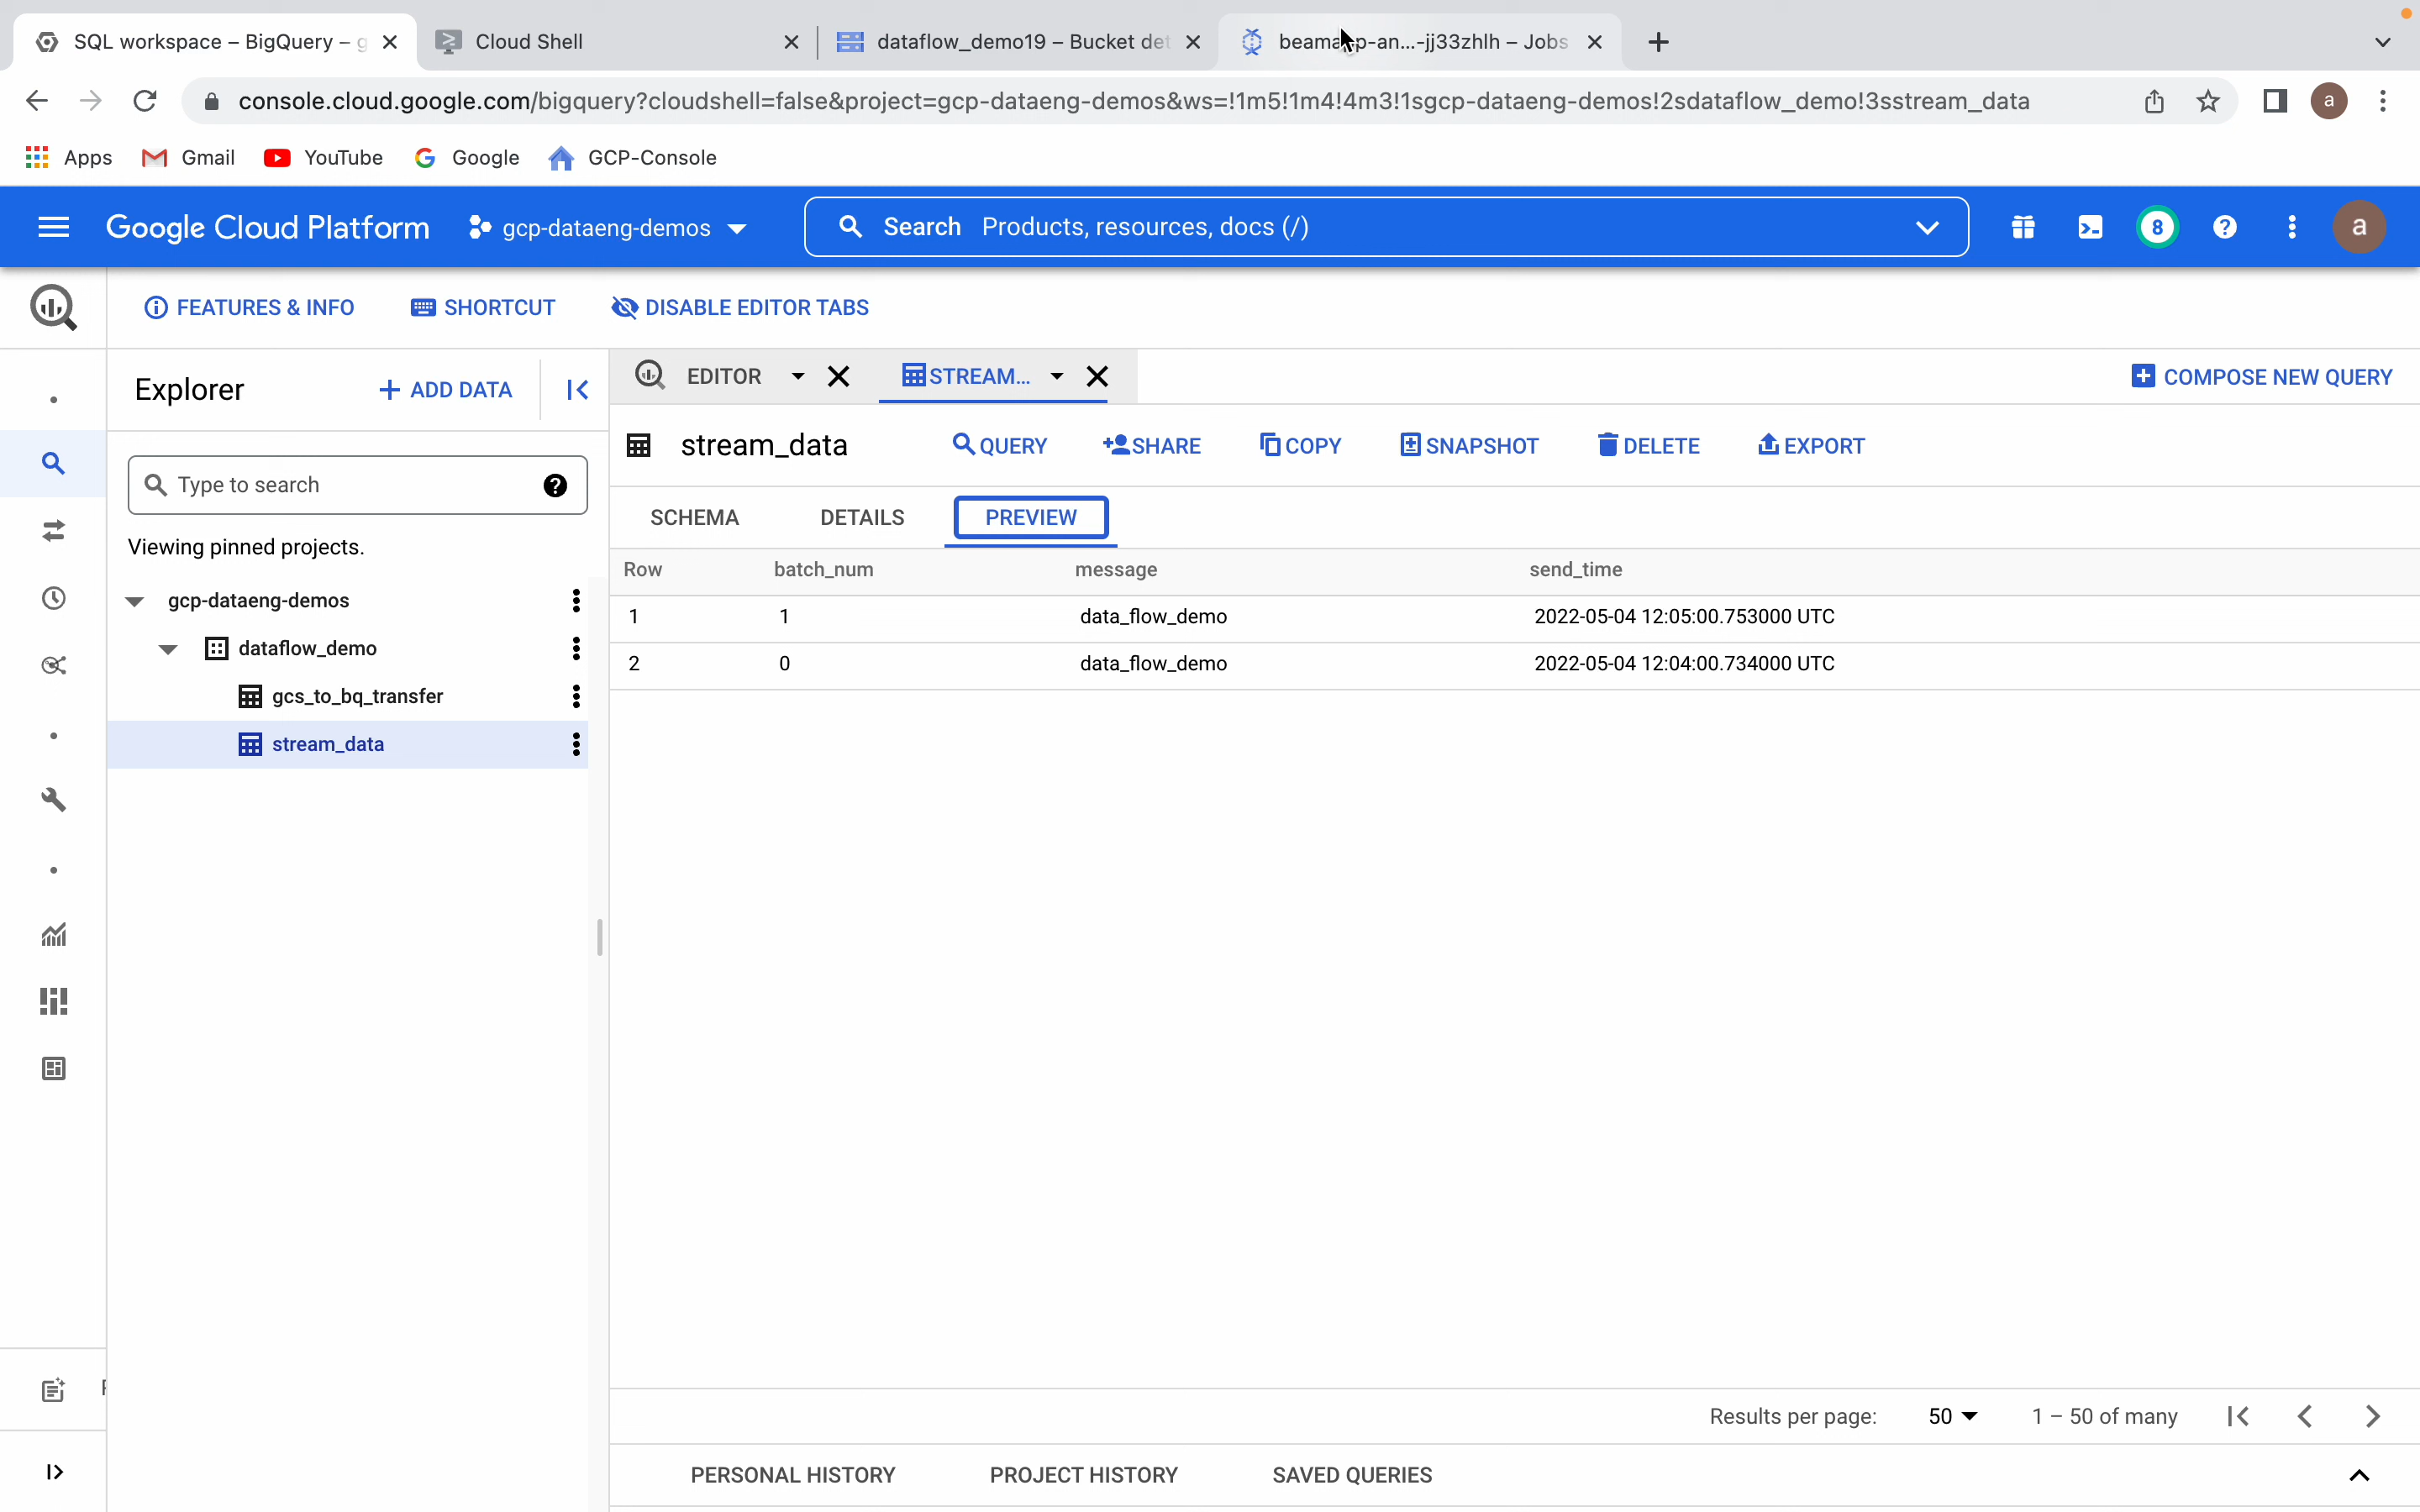 SQL workspace – BigQuery – g
Cloud Shell
dataflow_demo19 – Bucket det
beama p-an...-jj33zhlh – Jobs
console.cloud.google.com/bigquery?cloudshell=false&project=gcp-dataeng-demos&ws=!1m5!1m4!4m3!1sgcp-dataeng-demos!2sdataflow_demo!3sstream_data
a
Apps
Gmail
YouTube
Google
GCP-Console
Google Cloud Platform
gcp-dataeng-demos
Search Products, resources, docs (/)
8
a
FEATURES & INFO
SHORTCUT
DISABLE EDITOR TABS
Explorer
+ ADD DATA
EDITOR
STREAM...
COMPOSE NEW QUERY
stream_data
QUERY
SHARE
COPY
SNAPSHOT
DELETE
EXPORT
Type to search
SCHEMA
DETAILS
PREVIEW
Viewing pinned projects.
Row batch_num message send_time
1 1 data_flow_demo 2022-05-04 12:05:00.753000 UTC
2 0 data_flow_demo 2022-05-04 12:04:00.734000 UTC
gcp-dataeng-demos
dataflow_demo
gcs_to_bq_transfer
stream_data
Results per page: 50 1 – 50 of many
PERSONAL HISTORY
PROJECT HISTORY
SAVED QUERIES